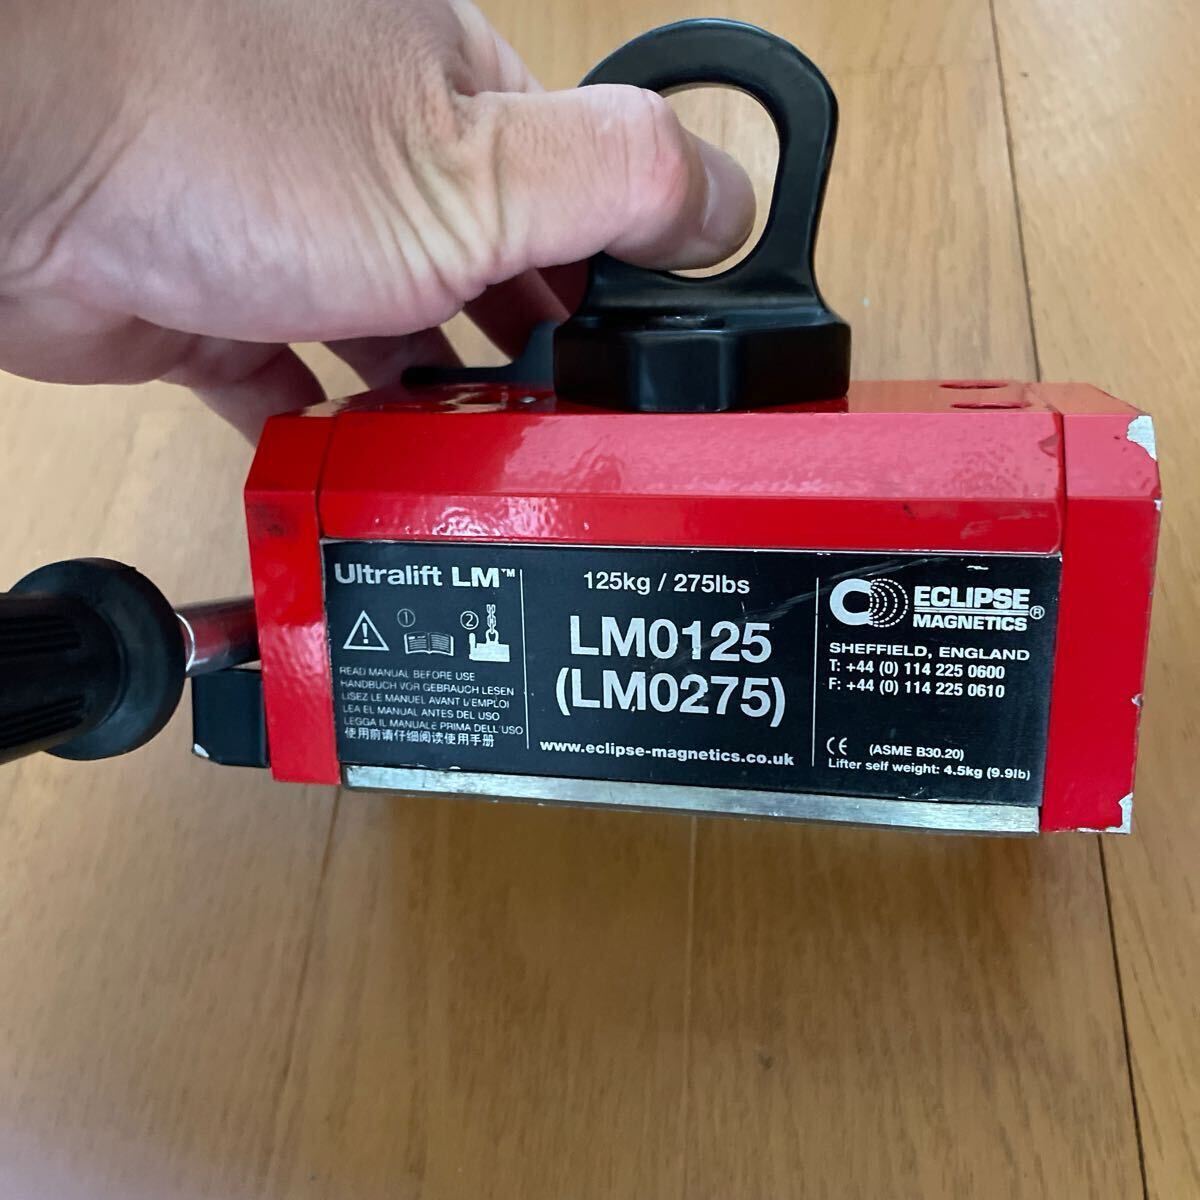 Ultralift LM™
① ②
READ MANUAL BEFORE USE
HANDBUCH VOR GEBRAUCH LESEN
LISEZ LE MANUEL AVANT L'EMPLOI
LEA EL MANUAL ANTES DEL USO
LEGGA IL MANUALE PRIMA DELL'USO
使用前请仔细阅读使用手册
125kg / 275lbs
LM0125
(LM0275)
www.eclipse-magnetics.co.uk
ECLIPSE
MAGNETICS®
SHEFFIELD, ENGLAND
T: +44 (0) 114 225 0600
F: +44 (0) 114 225 0610
CE (ASME B30.20)
Lifter self weight: 4.5kg (9.9lb)